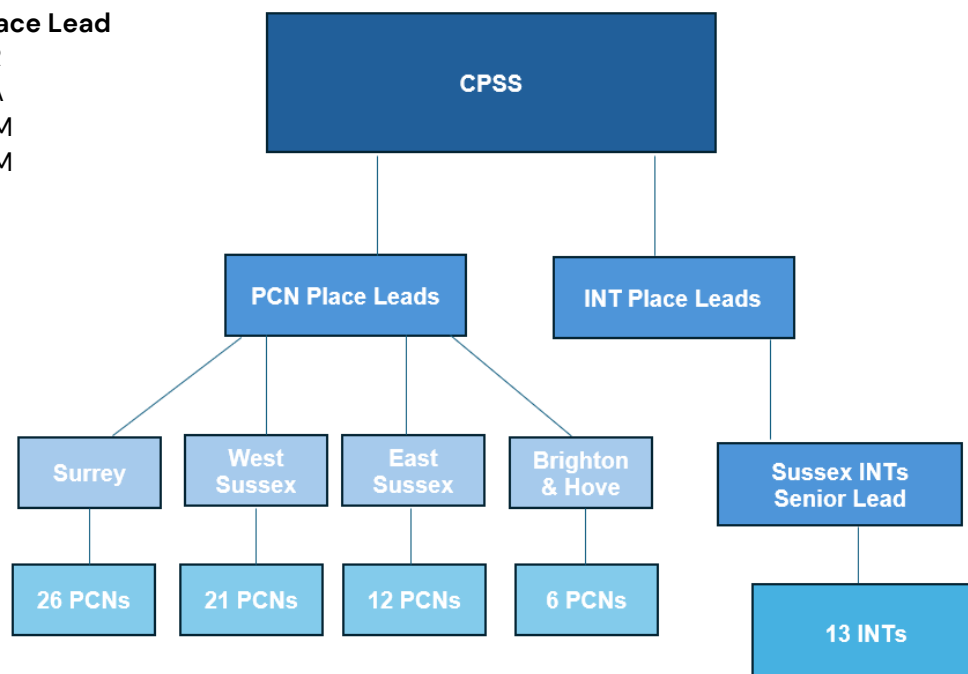 ace Lead
M
M
CPSS
PCN Place Leads
INT Place Leads
Surrey
West
Sussex
East
Sussex
Brighton
& Hove
Sussex INTs
Senior Lead
26 PCNs
21 PCNs
12 PCNs
6 PCNs
13 INTs